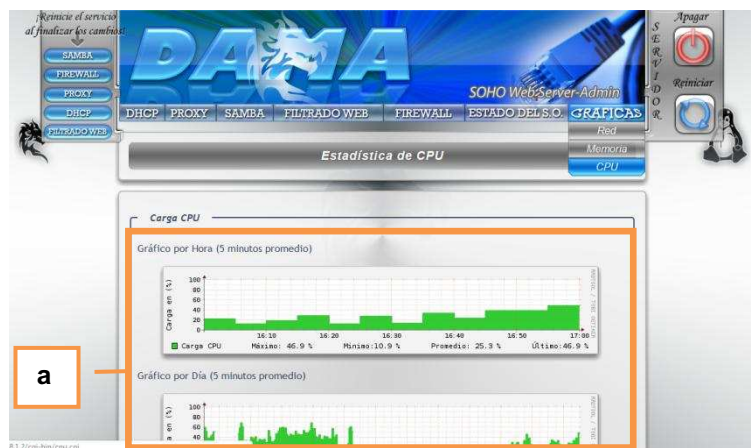 ¡Reinicie el servicio
al finalizar los cambios!
SAMBA
FIREWALL
PROXY
DHCP
FILTRADO WEB
DAMA
SOHO Web Server-Admin
DHCP PROXY SAMBA FILTRADO WEB FIREWALL ESTADO DEL S.O. GRAFICAS
Red
Memoria
CPU
SERVIDOR
Apagar
Reiniciar
Estadística de CPU
Carga CPU
Gráfico por Hora (5 minutos promedio)
Carga en (%)
100
80
60
40
20
0
16:10 16:20 16:30 16:40 16:50 17:00
Carga CPU Máximo: 46.9 % Minimo:10.9 % Promedio: 25.3 % Último:46.9 %
a
Gráfico por Día (5 minutos promedio)
100
80
60
40